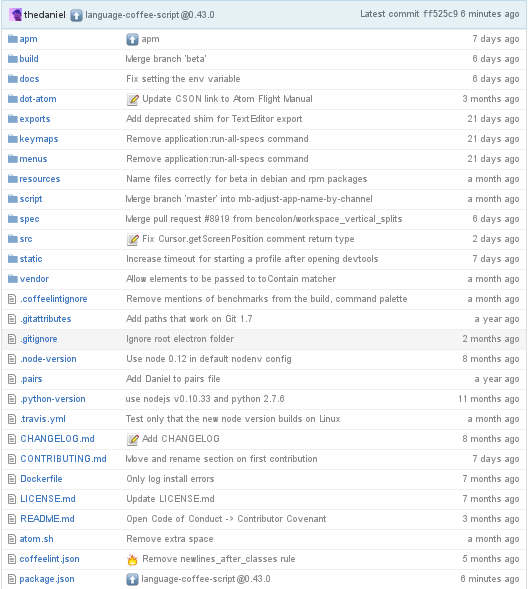 thedaniel language-coffee-script@0.43.0 Latest commit ff525c9 6 minutes ago
apm apm 7 days ago
build Merge branch 'beta' 6 days ago
docs Fix setting the env variable 6 days ago
dot-atom Update CSON link to Atom Flight Manual 3 months ago
exports Add deprecated shim for TextEditor export 21 days ago
keymaps Remove application:run-all-specs command 21 days ago
menus Remove application:run-all-specs command 21 days ago
resources Name files correctly for beta in debian and rpm packages a month ago
script Merge branch 'master' into mb-adjust-app-name-by-channel a month ago
spec Merge pull request #8919 from bencolon/workspace_vertical_splits 6 days ago
src Fix Cursor.getScreenPosition comment return type 2 days ago
static Increase timeout for starting a profile after opening devtools 7 days ago
vendor Allow elements to be passed to toContain matcher a month ago
.coffeelintignore Remove mentions of benchmarks from the build, command palette a month ago
.gitattributes Add paths that work on Git 1.7 a year ago
.gitignore Ignore root electron folder 2 months ago
.node-version Use node 0.12 in default nodenv config 8 months ago
.pairs Add Daniel to pairs file a year ago
.python-version use nodejs v0.10.33 and python 2.7.6 11 months ago
.travis.yml Test only that the new node version builds on Linux a month ago
CHANGELOG.md Add CHANGELOG 8 months ago
CONTRIBUTING.md Move and rename section on first contribution 7 days ago
Dockerfile Only log install errors 7 months ago
LICENSE.md Update LICENSE.md 7 months ago
README.md Open Code of Conduct -> Contributor Covenant 3 months ago
atom.sh Remove extra space a month ago
coffeelint.json Remove newlines_after_classes rule 5 months ago
package.json language-coffee-script@0.43.0 6 minutes ago